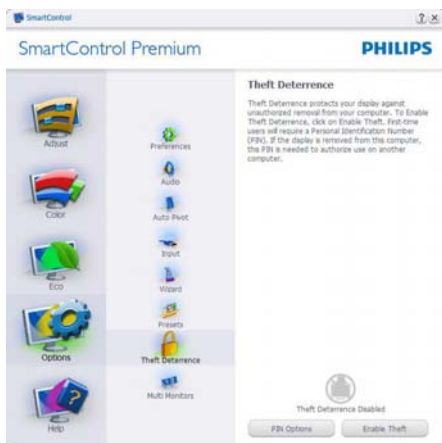 SmartControl
SmartControl Premium
PHILIPS
Adjust
Color
Eco
Options
Help
Preferences
Audio
Auto Pivot
Input
Wizard
Presets
Theft Deterrence
Multi Monitors
Theft Deterrence
Theft Deterrence protects your display against
unauthorized removal from your computer. To Enable
Theft Deterrence, click on Enable Theft. First-time
users will require a Personal Identification Number
(PIN). If the display is removed from this computer,
this PIN is needed to authorize use on another
computer.
Theft Deterrence Disabled
PIN Options
Enable Theft